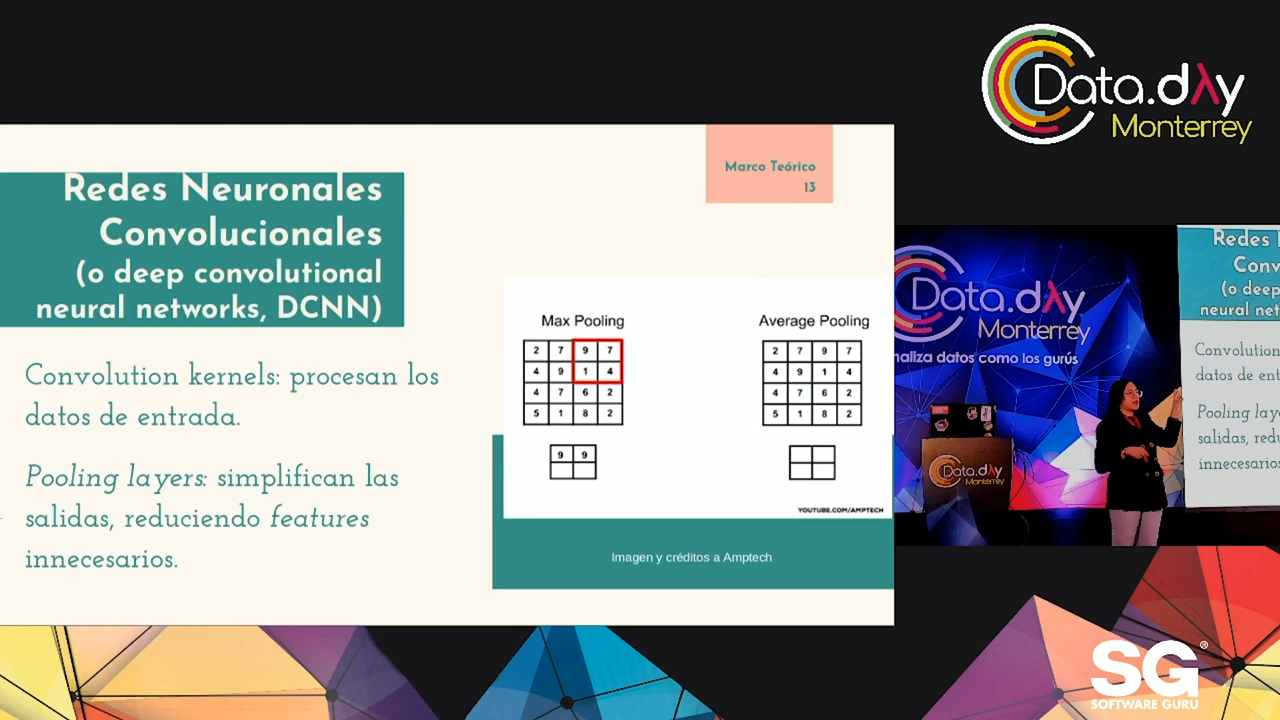 Data.dλy
Monterrey
Marco Teórico
13
Redes Neuronales
Convolucionales
(o deep convolutional
neural networks, DCNN)
Convolution kernels: procesan los
datos de entrada.
Pooling layers: simplifican las
salidas, reduciendo features
innecesarios.
Max Pooling
2 7 9 7
4 9 1 4
4 7 6 2
5 1 8 2
9 9
Average Pooling
2 7 9 7
4 9 1 4
4 7 6 2
5 1 8 2
YOUTUBE.COM/AMPTECH
Imagen y créditos a Amptech
Data.dλy
Monterrey
naliza datos como los gurús
Data.dλy
Monterrey
Redes
Conv
(o deep
neural net
Convolution
datos de ent
Pooling laye
salidas, redu
innecesario
SG®
SOFTWARE GURU